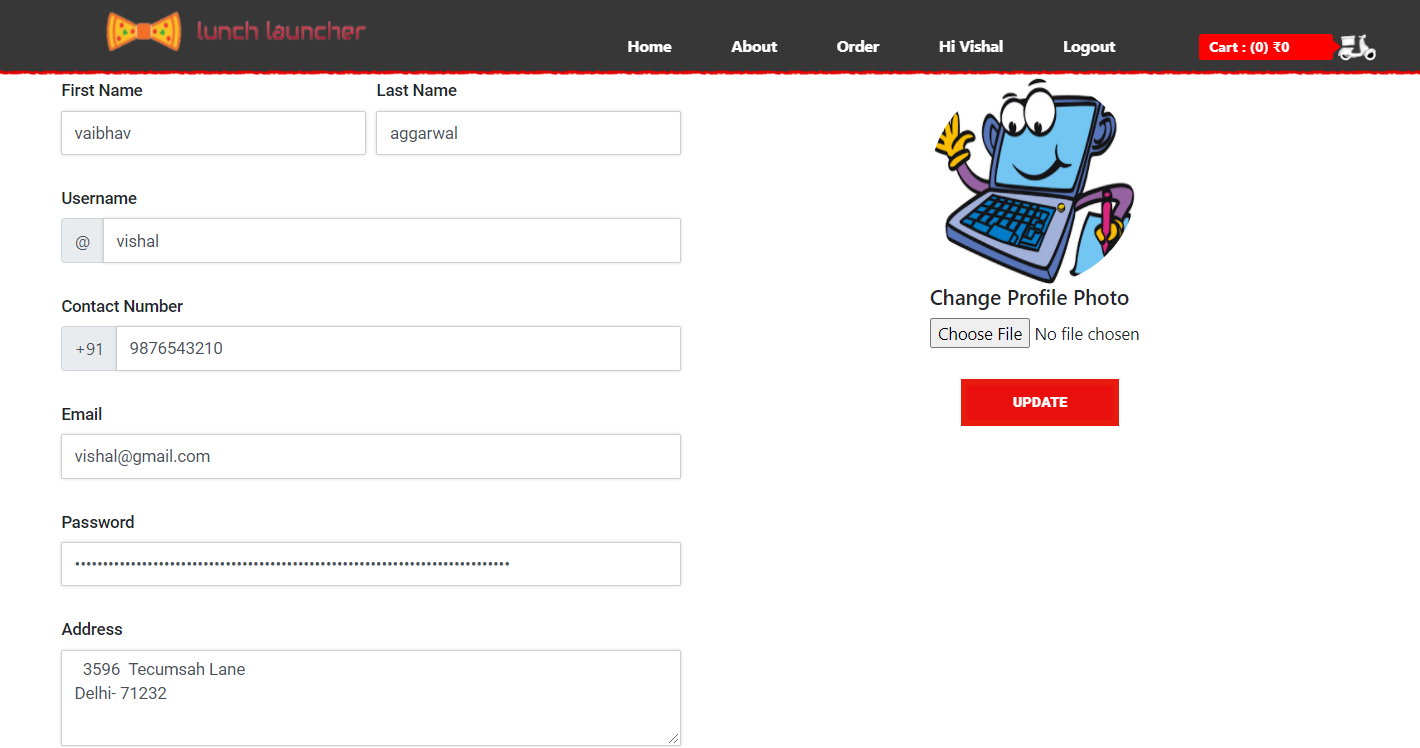 lunch launcher
Home About Order Hi Vishal Logout Cart : (0) ₹0
First Name Last Name
vaibhav aggarwal
Username
@ vishal
Contact Number
+91 9876543210
Email
vishal@gmail.com
Password
Address
3596 Tecumsah Lane
Delhi- 71232
Change Profile Photo
Choose File No file chosen
UPDATE